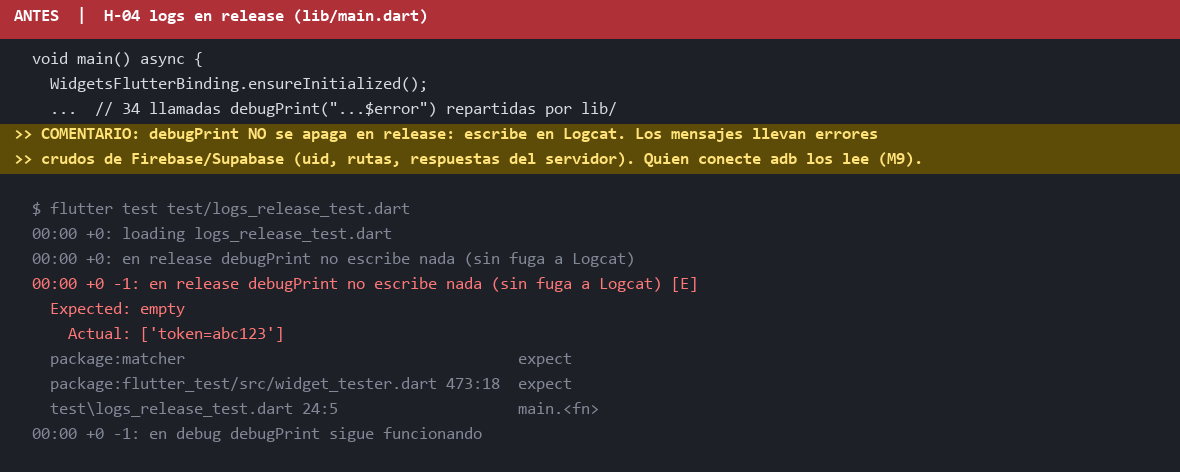 ANTES | H-04 logs en release (lib/main.dart)
void main() async {
WidgetsFlutterBinding.ensureInitialized();
... // 34 llamadas debugPrint("...$error") repartidas por lib/
>> COMENTARIO: debugPrint NO se apaga en release: escribe en Logcat. Los mensajes llevan errores
>> crudos de Firebase/Supabase (uid, rutas, respuestas del servidor). Quien conecte adb los lee (M9).
$ flutter test test/logs_release_test.dart
00:00 +0: loading logs_release_test.dart
00:00 +0: en release debugPrint no escribe nada (sin fuga a Logcat)
00:00 +0 -1: en release debugPrint no escribe nada (sin fuga a Logcat) [E]
Expected: empty
Actual: ['token=abc123']
package:matcher expect
package:flutter_test/src/widget_tester.dart 473:18 expect
test\logs_release_test.dart 24:5 main.<fn>
00:00 +0 -1: en debug debugPrint sigue funcionando